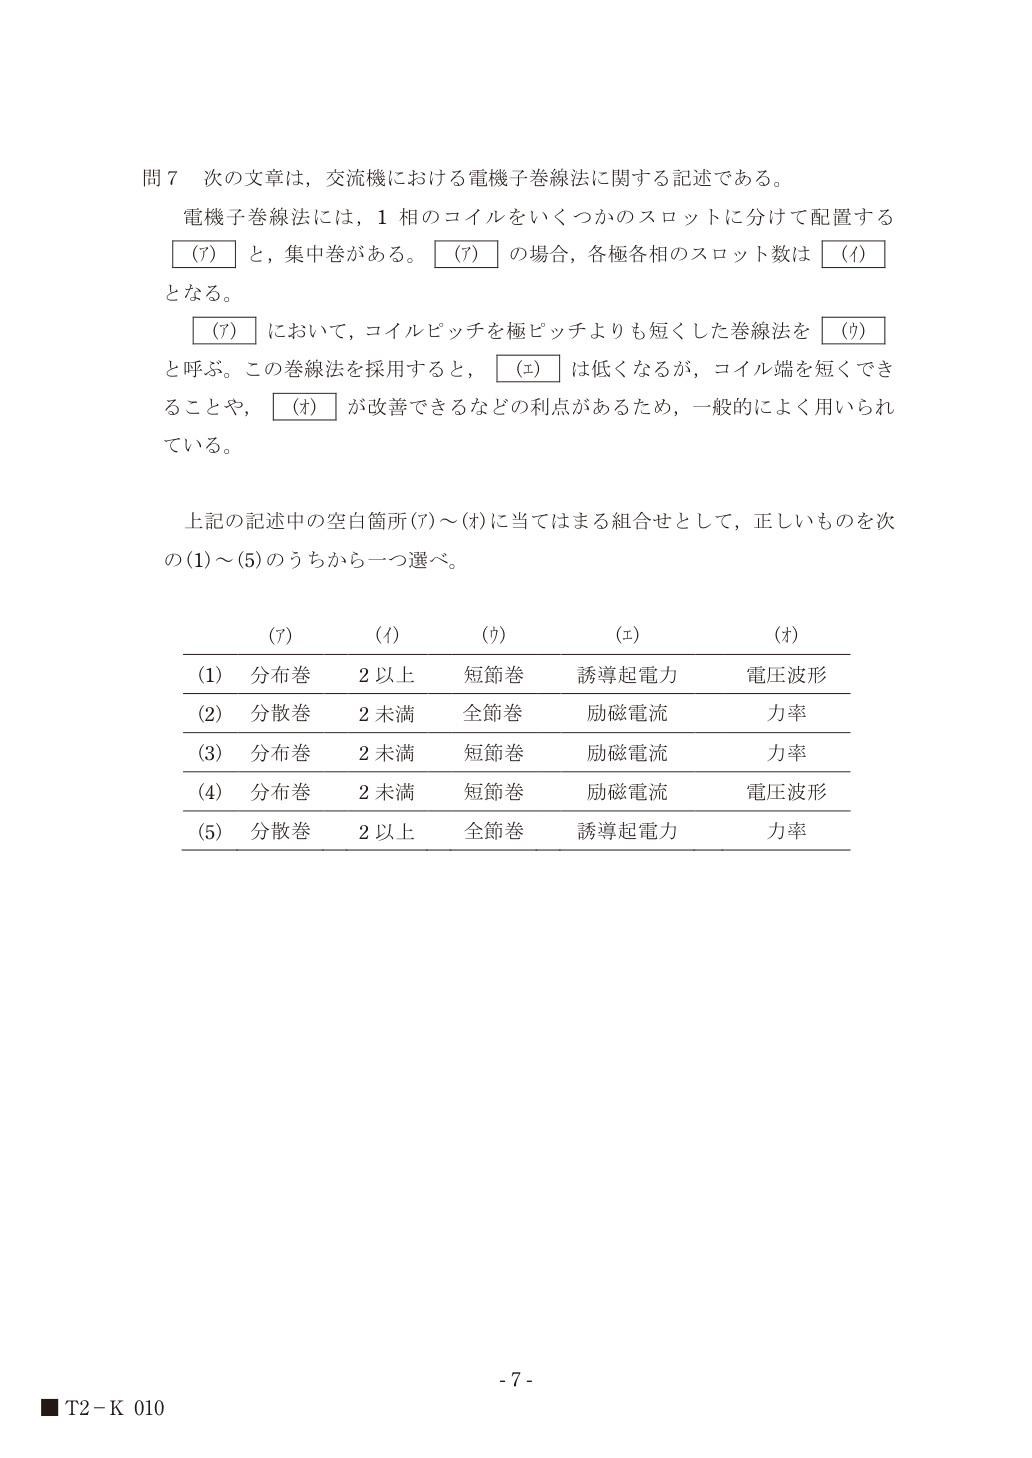 問7 次の文章は，交流機における電機子巻線法に関する記述である。
電機子巻線法には，1 相のコイルをいくつかのスロットに分けて配置する
(ア) と，集中巻がある。 (ア) の場合，各極各相のスロット数は (イ)
となる。
(ア) において，コイルピッチを極ピッチよりも短くした巻線法を (ウ)
と呼ぶ。この巻線法を採用すると， (エ) は低くなるが，コイル端を短くでき
ることや， (オ) が改善できるなどの利点があるため，一般的によく用いられ
ている。
上記の記述中の空白箇所(ア)～(オ)に当てはまる組合せとして，正しいものを次
の(1)～(5)のうちから一つ選べ。
(ア) (イ) (ウ) (エ) (オ)
(1) 分布巻 2 以上 短節巻 誘導起電力 電圧波形
(2) 分散巻 2 未満 全節巻 励磁電流 力率
(3) 分布巻 2 未満 短節巻 励磁電流 力率
(4) 分布巻 2 未満 短節巻 励磁電流 電圧波形
(5) 分散巻 2 以上 全節巻 誘導起電力 力率
- 7 -
■ T2－K 010